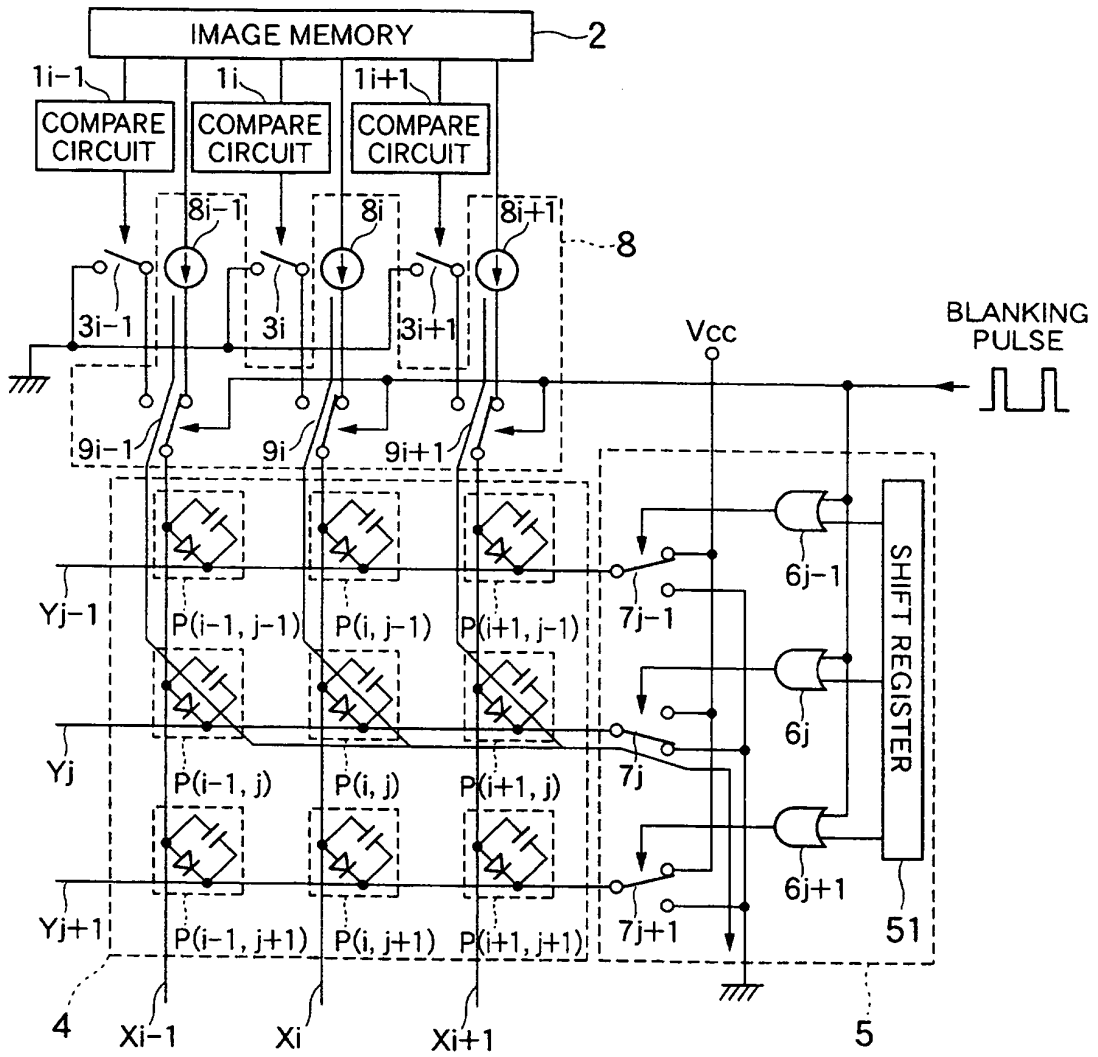 IMAGE MEMORY
2
1i-1
1i
1i+1
COMPARE
CIRCUIT
COMPARE
CIRCUIT
COMPARE
CIRCUIT
8i-1
8i
8i+1
8
3i-1
3i
3i+1
Vcc
BLANKING
PULSE
9i-1
9i
9i+1
6j-1
Yj-1
P(i-1, j-1)
P(i, j-1)
P(i+1, j-1)
7j-1
SHIFT REGISTER
6j
Yj
P(i-1, j)
P(i, j)
P(i+1, j)
7j
6j+1
Yj+1
P(i-1, j+1)
P(i, j+1)
P(i+1, j+1)
7j+1
51
4
Xi-1
Xi
Xi+1
5